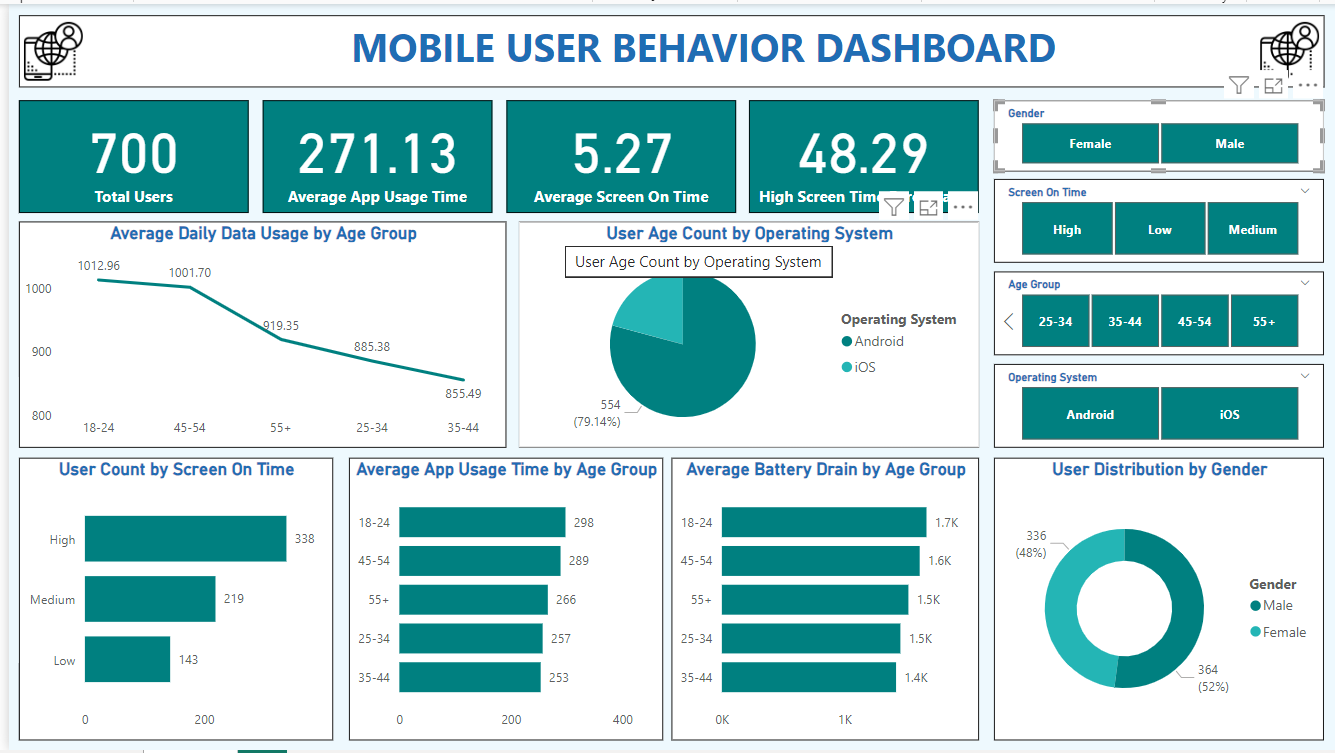 MOBILE USER BEHAVIOR DASHBOARD
700
Total Users
271.13
Average App Usage Time
5.27
Average Screen On Time
48.29
High Screen Time
Gender
Female
Male
Screen On Time
High
Low
Medium
Age Group
25-34
35-44
45-54
55+
Operating System
Android
iOS
Average Daily Data Usage by Age Group
1012.96
1001.70
919.35
885.38
855.49
1000
900
800
18-24
45-54
55+
25-34
35-44
User Age Count by Operating System
User Age Count by Operating System
554
(79.14%)
Operating System
Android
iOS
User Count by Screen On Time
High
338
Medium
219
Low
143
0
200
Average App Usage Time by Age Group
18-24
298
45-54
289
55+
266
25-34
257
35-44
253
0
200
400
Average Battery Drain by Age Group
18-24
1.7K
45-54
1.6K
55+
1.5K
25-34
1.5K
35-44
1.4K
0K
1K
User Distribution by Gender
336
(48%)
364
(52%)
Gender
Male
Female